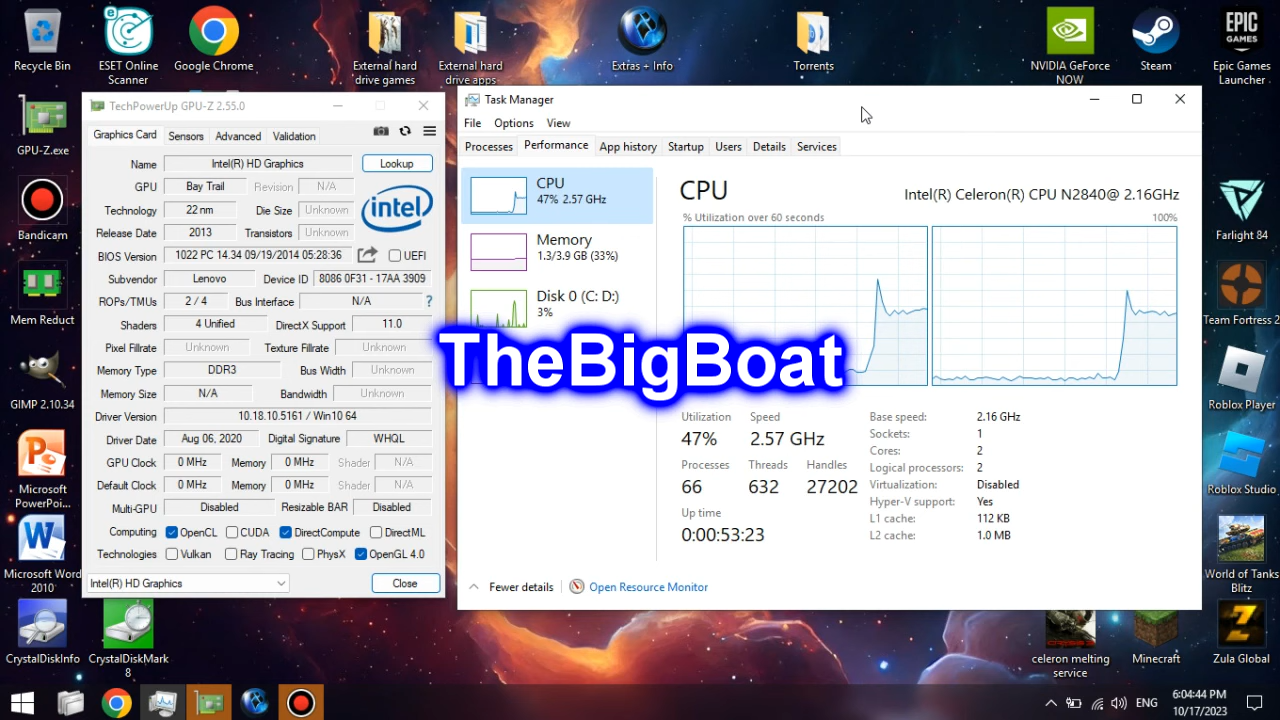 Recycle Bin
ESET Online
Scanner
Google Chrome
External hard
drive games
External hard
drive apps
Extras + Info
Torrents
NVIDIA GeForce
NOW
Steam
EPIC
GAMES
Epic Games
Launcher
GPU-Z.exe
Bandicam
Mem Reduct
GIMP 2.10.34
Microsoft
PowerPoi...
Microsoft Word
2010
CrystalDiskInfo
CrystalDiskMark
8
TechPowerUp GPU-Z 2.55.0
Graphics Card Sensors Advanced Validation
Name Intel(R) HD Graphics Lookup
GPU Bay Trail Revision N/A
intel
Technology 22 nm Die Size Unknown
Release Date 2013 Transistors Unknown
BIOS Version 1022 PC 14.34 09/19/2014 05:28:36 UEFI
Subvendor Lenovo Device ID 8086 0F31 - 17AA 3909
ROPs/TMUs 2 / 4 Bus Interface N/A ?
Shaders 4 Unified DirectX Support 11.0
Pixel Fillrate Unknown Texture Fillrate Unknown
Memory Type DDR3 Bus Width Unknown
Memory Size N/A Bandwidth Unknown
Driver Version 10.18.10.5161 / Win10 64
Driver Date Aug 06, 2020 Digital Signature WHQL
GPU Clock 0 MHz Memory 0 MHz Shader N/A
Default Clock 0 MHz Memory 0 MHz Shader N/A
Multi-GPU Disabled Resizable BAR Disabled
Computing OpenCL CUDA DirectCompute DirectML
Technologies Vulkan Ray Tracing PhysX OpenGL 4.0
Intel(R) HD Graphics Close
Task Manager
File Options View
Processes Performance App history Startup Users Details Services
CPU
47% 2.57 GHz
Memory
1.3/3.9 GB (33%)
Disk 0 (C: D:)
3%
CPU Intel(R) Celeron(R) CPU N2840@ 2.16GHz
% Utilization over 60 seconds 100%
TheBigBoat
Utilization Speed
47% 2.57 GHz
Processes Threads Handles
66 632 27202
Up time
0:00:53:23
Base speed: 2.16 GHz
Sockets: 1
Cores: 2
Logical processors: 2
Virtualization: Disabled
Hyper-V support: Yes
L1 cache: 112 KB
L2 cache: 1.0 MB
Fewer details Open Resource Monitor
Farlight 84
Team Fortress 2
Roblox Player
Roblox Studio
World of Tanks
Blitz
celeron melting
service
Minecraft
Zula Global
ENG
6:04:44 PM
10/17/2023